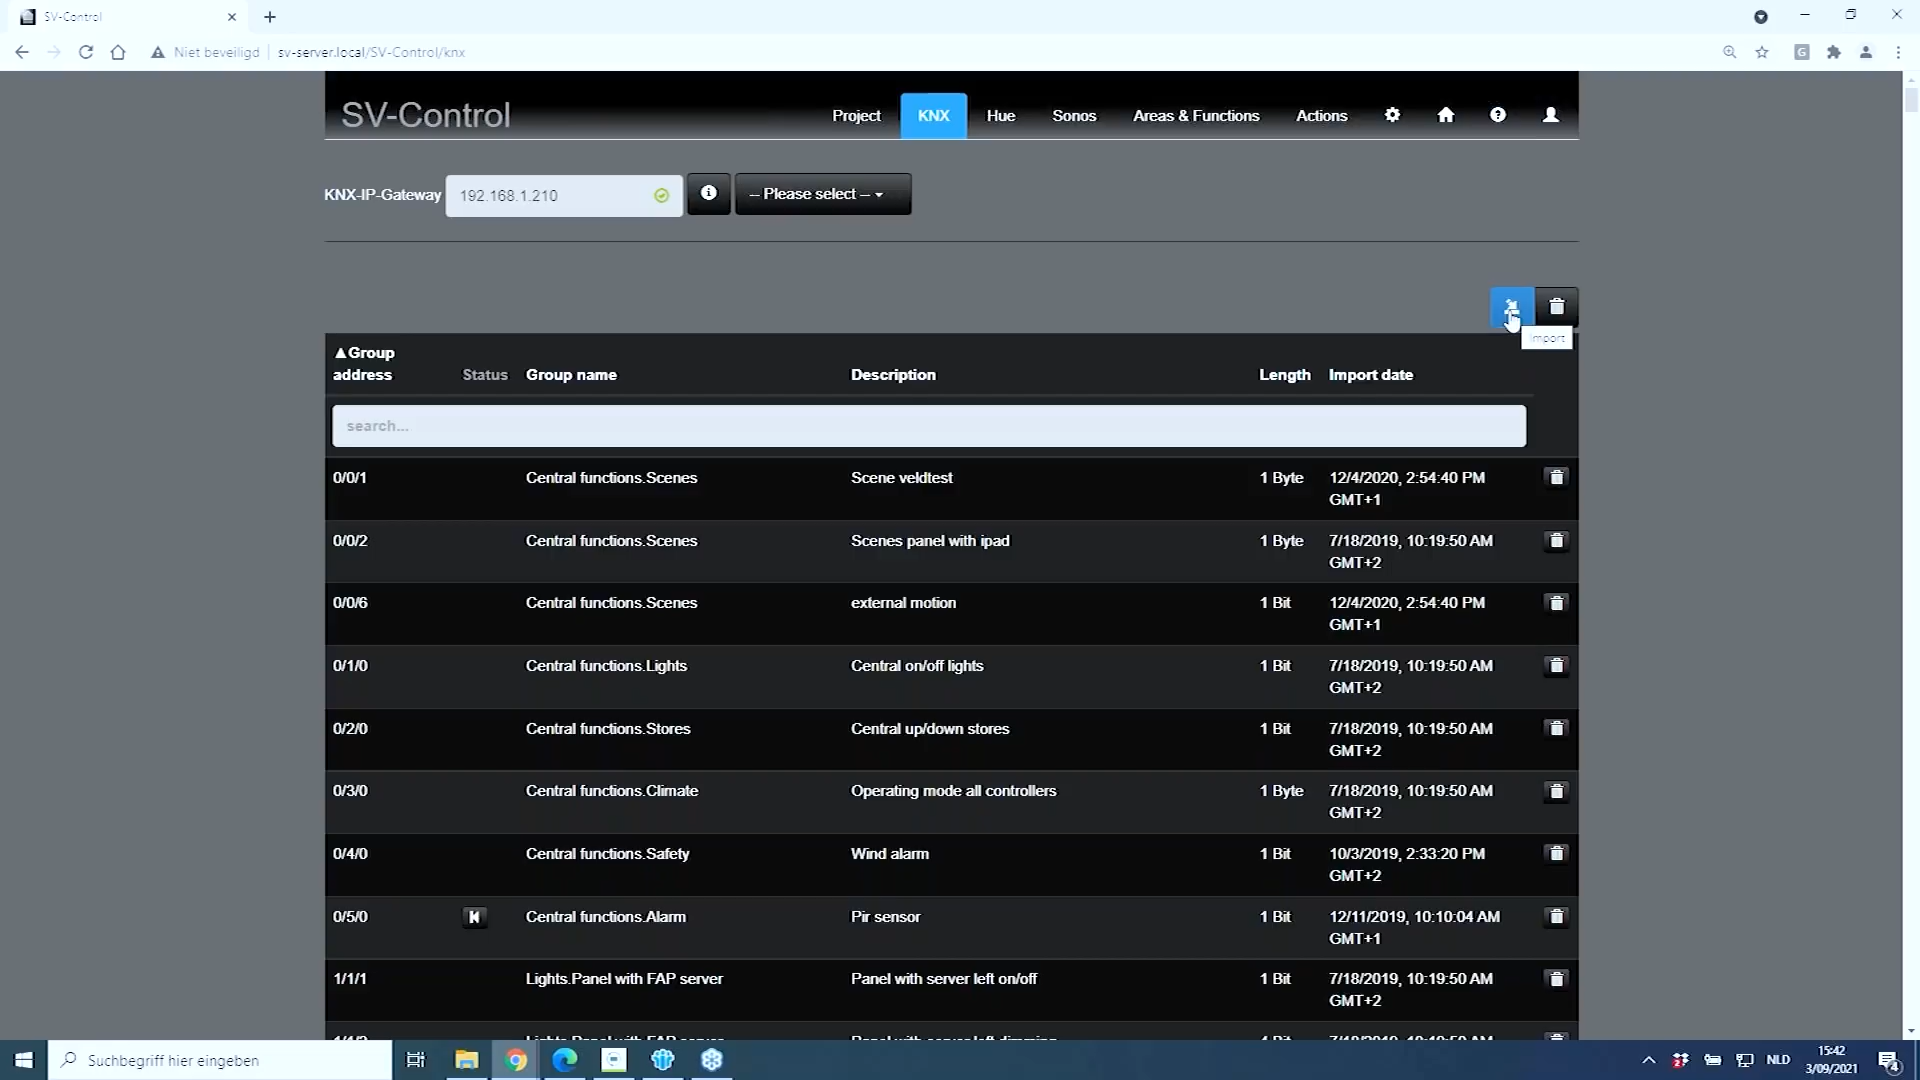 SV-Control
Niet beveiligd
sv-server.local/SV-Control/knx
SV-Control
Project
KNX
Hue
Sonos
Areas & Functions
Actions
KNX-IP-Gateway
192.168.1.210
-- Please select --
Import
▲Group address
Status
Group name
Description
Length
Import date
search...
0/0/1 Central functions.Scenes Scene veldtest 1 Byte 12/4/2020, 2:54:40 PM
GMT+1
0/0/2 Central functions.Scenes Scenes panel with ipad 1 Byte 7/18/2019, 10:19:50 AM
GMT+2
0/0/6 Central functions.Scenes external motion 1 Bit 12/4/2020, 2:54:40 PM
GMT+1
0/1/0 Central functions.Lights Central on/off lights 1 Bit 7/18/2019, 10:19:50 AM
GMT+2
0/2/0 Central functions.Stores Central up/down stores 1 Bit 7/18/2019, 10:19:50 AM
GMT+2
0/3/0 Central functions.Climate Operating mode all controllers 1 Byte 7/18/2019, 10:19:50 AM
GMT+2
0/4/0 Central functions.Safety Wind alarm 1 Bit 10/3/2019, 2:33:20 PM
GMT+2
0/5/0 Central functions.Alarm Pir sensor 1 Bit 12/11/2019, 10:10:04 AM
GMT+1
1/1/1 Lights.Panel with FAP server Panel with server left on/off 1 Bit 7/18/2019, 10:19:50 AM
GMT+2
Suchbegriff hier eingeben
NLD
15:42
3/09/2021